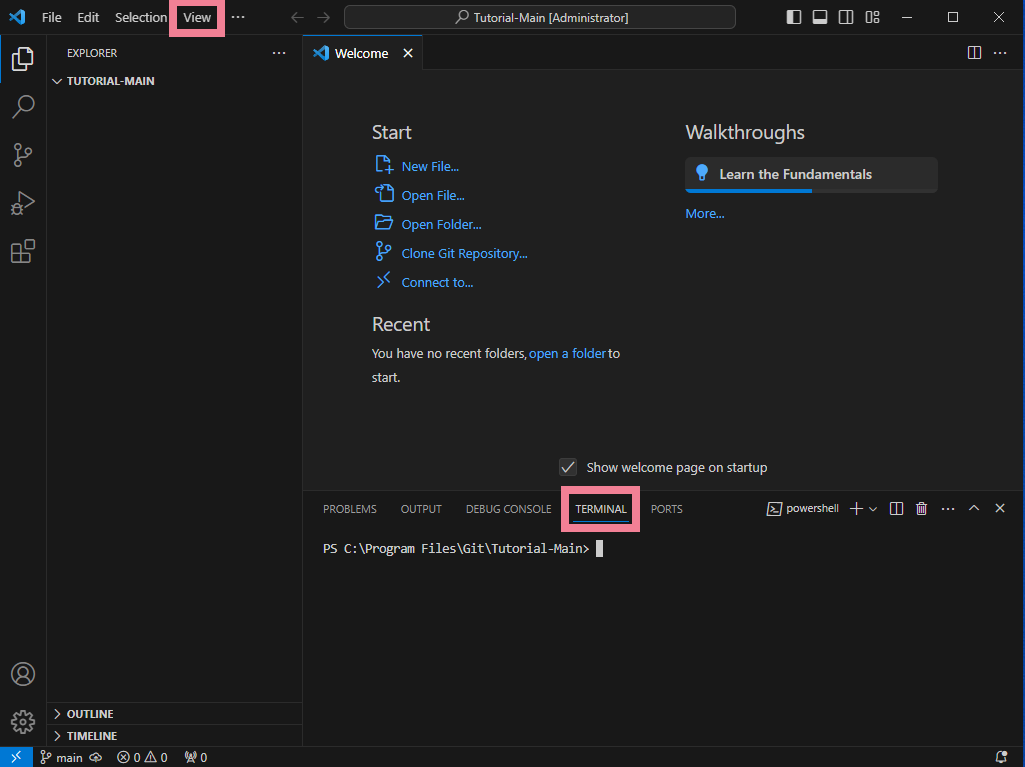 File Edit Selection View ··· Tutorial-Main [Administrator]
EXPLORER ···
TUTORIAL-MAIN
Welcome
Start
New File...
Open File...
Open Folder...
Clone Git Repository...
Connect to...
Recent
You have no recent folders, open a folder to
start.
Walkthroughs
Learn the Fundamentals
More...
Show welcome page on startup
PROBLEMS OUTPUT DEBUG CONSOLE TERMINAL PORTS powershell
PS C:\Program Files\Git\Tutorial-Main>
OUTLINE
TIMELINE
main 0 0 0